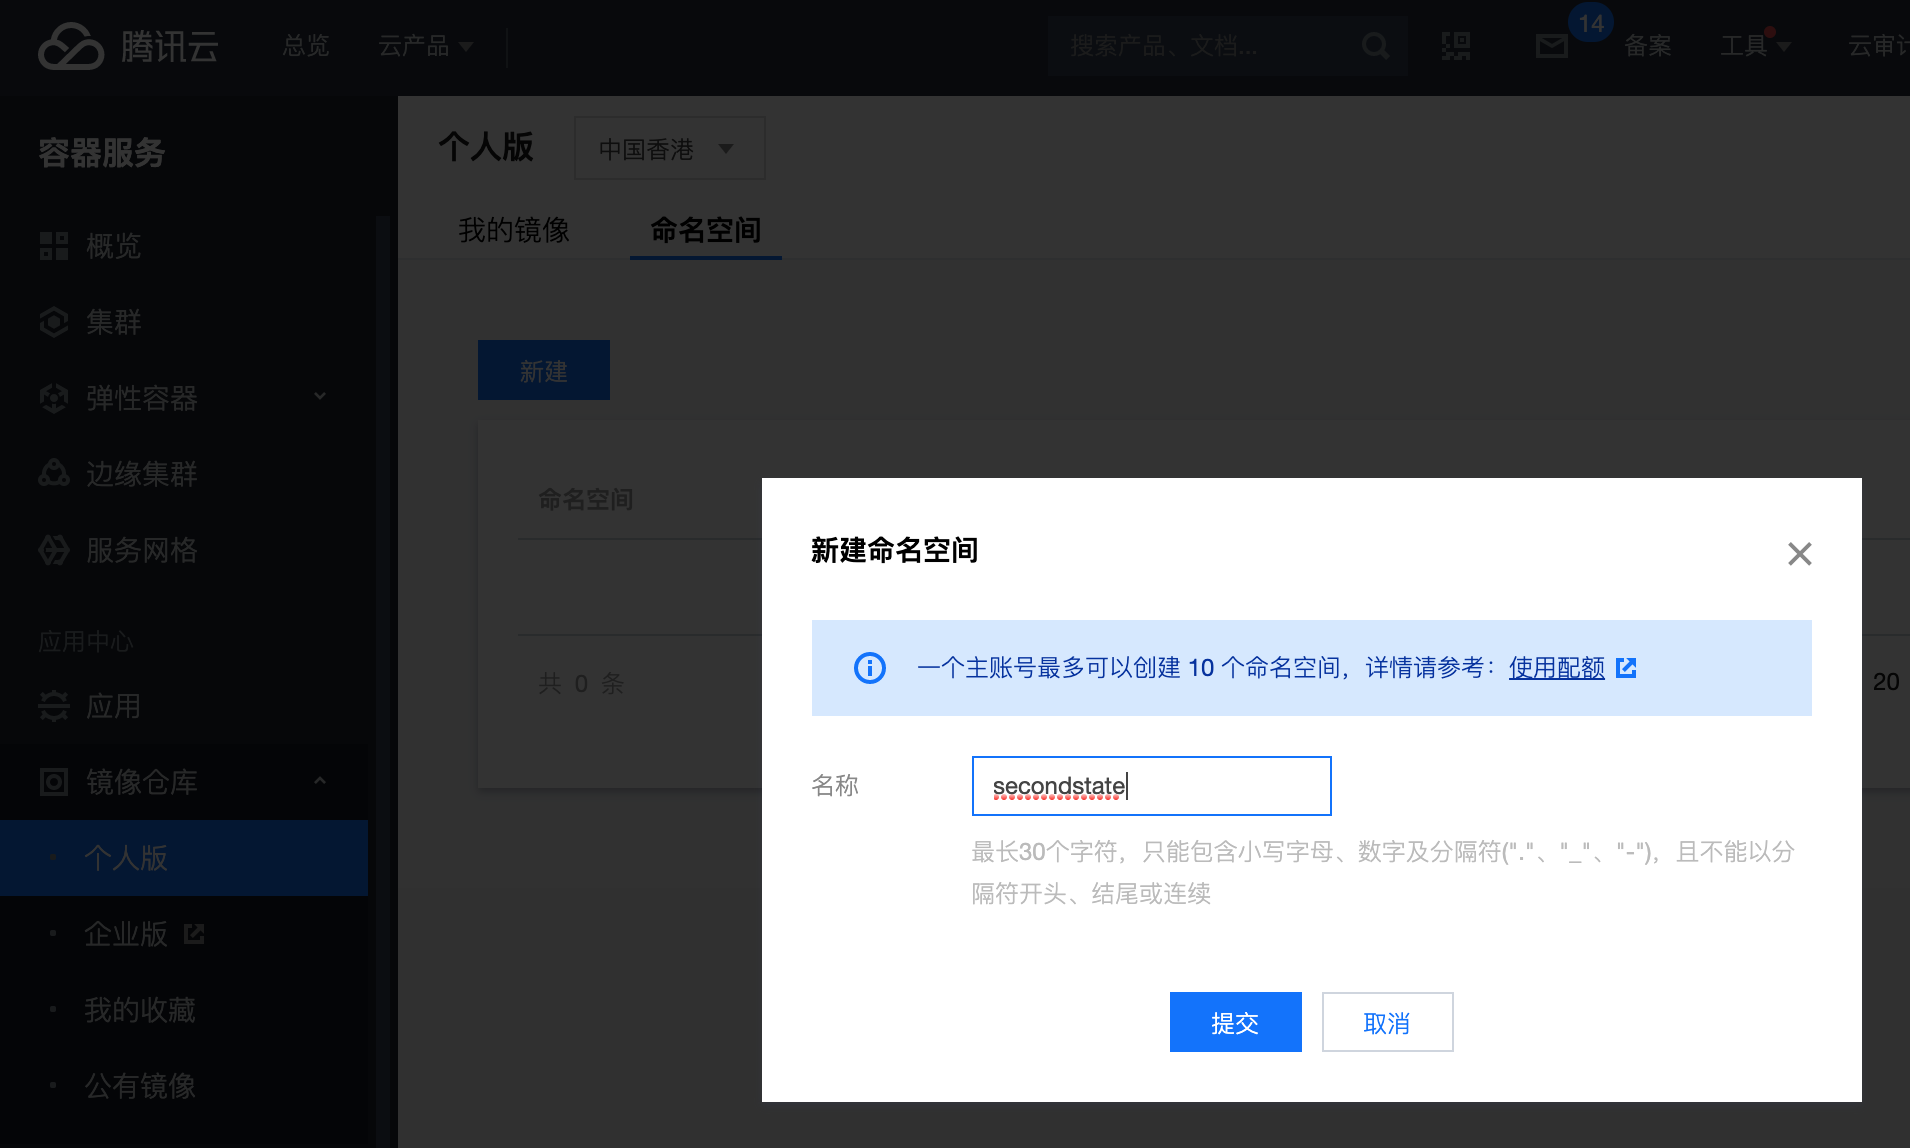 腾讯云
总览
云产品
搜索产品、文档...
14
备案
工具
云审计
容器服务
概览
集群
弹性容器
边缘集群
服务网格
应用中心
应用
镜像仓库
个人版
企业版
我的收藏
公有镜像
个人版
中国香港
我的镜像
命名空间
新建
命名空间
共 0 条
20
新建命名空间
一个主账号最多可以创建 10 个命名空间，详情请参考：使用配额
名称
secondstate
最长30个字符，只能包含小写字母、数字及分隔符("."、"_"、"-")，且不能以分
隔符开头、结尾或连续
提交
取消